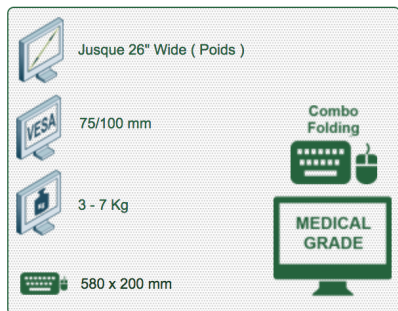 Jusque 26" Wide ( Poids )
VESA
75/100 mm
3 - 7 Kg
580 x 200 mm
Combo
Folding
MEDICAL
GRADE